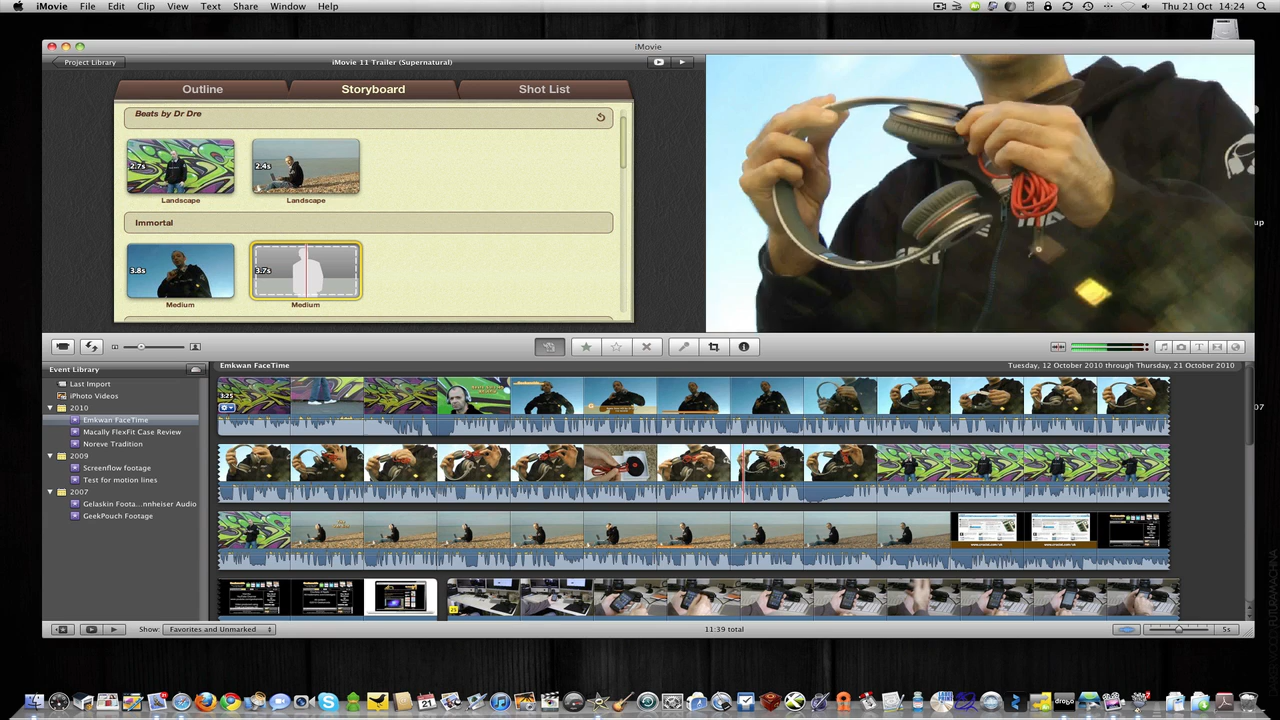 iMovie File Edit Clip View Text Share Window Help
Thu 21 Oct 14:24
iMovie
Project Library
iMovie 11 Trailer (Supernatural)
Outline
Storyboard
Shot List
Beats by Dr Dre
2.7s
2.4s
Landscape
Landscape
Immortal
3.8s
3.7s
Medium
Medium
Event Library
Emkwan FaceTime
Tuesday, 12 October 2010 through Thursday, 21 October 2010
Last Import
iPhoto Videos
2010
Emkwan FaceTime
Macally FlexFit Case Review
Noreve Tradition
2009
Screenflow footage
Test for motion lines
2007
Gelaskin Foota...nnheiser Audio
GeekPouch Footage
3:25
Show: Favorites and Unmarked
11:39 total
5s
up
07
21
drobo